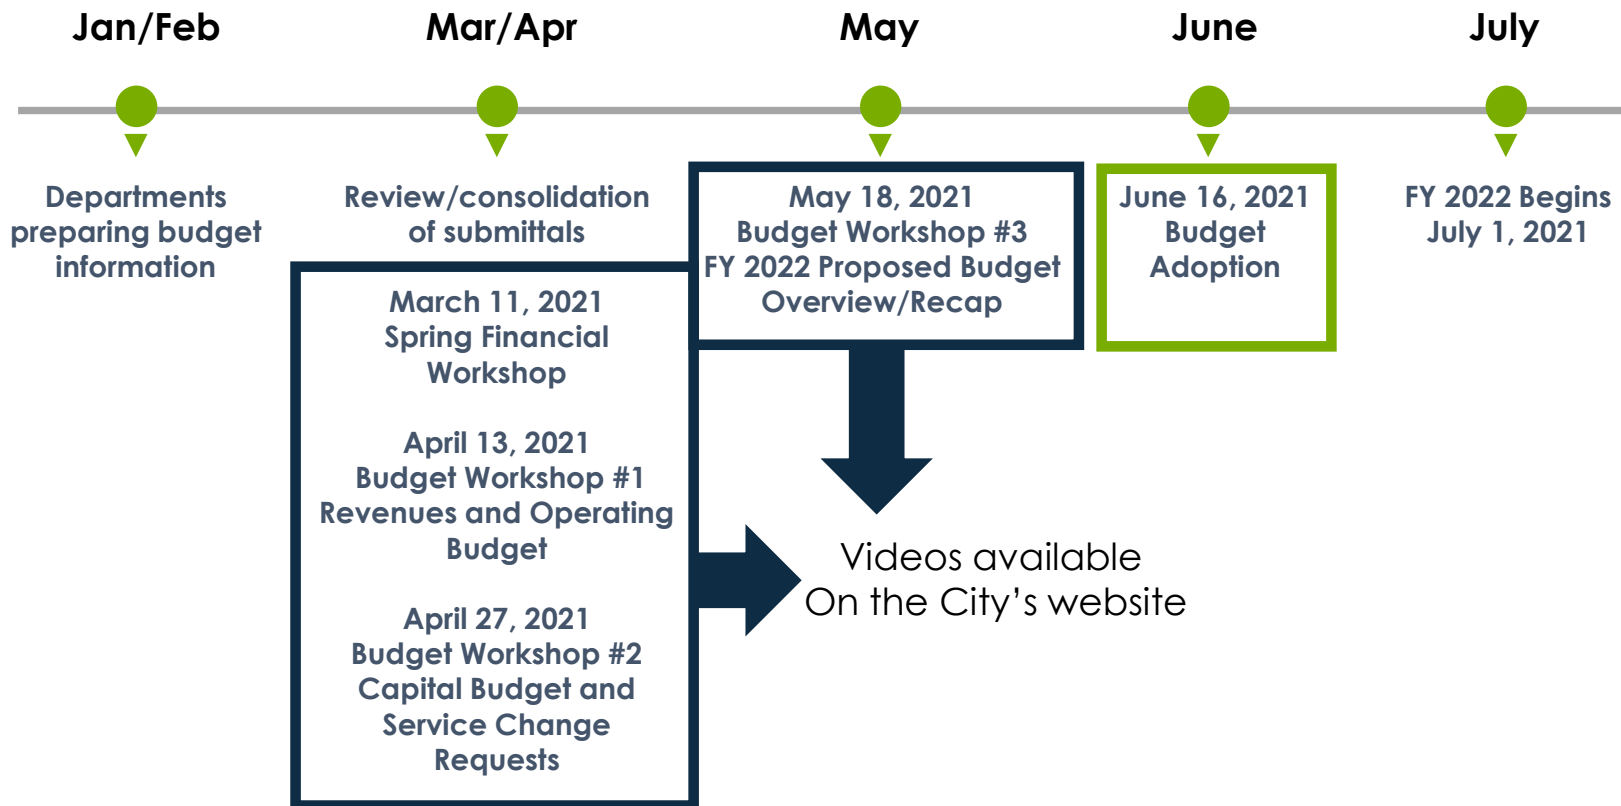 Jan/Feb
Mar/Apr
May
June
July
Departments
preparing budget
information
Review/consolidation
of submittals
March 11, 2021
Spring Financial
Workshop
April 13, 2021
Budget Workshop #1
Revenues and Operating
Budget
April 27, 2021
Budget Workshop #2
Capital Budget and
Service Change
Requests
May 18, 2021
Budget Workshop #3
FY 2022 Proposed Budget
Overview/Recap
June 16, 2021
Budget
Adoption
FY 2022 Begins
July 1, 2021
Videos available
On the City’s website